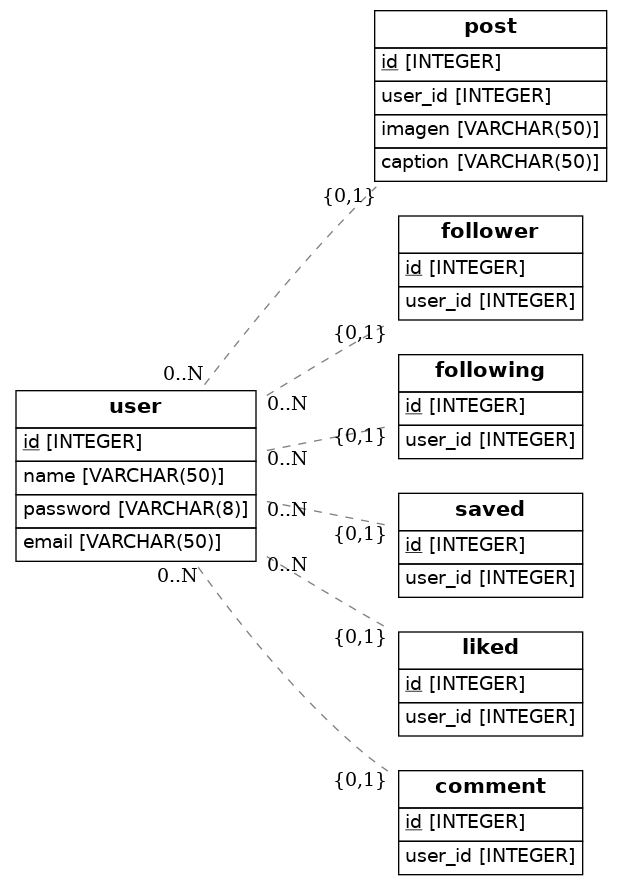 post
id [INTEGER]
user_id [INTEGER]
imagen [VARCHAR(50)]
caption [VARCHAR(50)]
{0,1}
0..N
follower
id [INTEGER]
user_id [INTEGER]
{0,1}
0..N
following
id [INTEGER]
user_id [INTEGER]
{0,1}
0..N
user
id [INTEGER]
name [VARCHAR(50)]
password [VARCHAR(8)]
email [VARCHAR(50)]
saved
id [INTEGER]
user_id [INTEGER]
{0,1}
0..N
liked
id [INTEGER]
user_id [INTEGER]
{0,1}
0..N
comment
id [INTEGER]
user_id [INTEGER]
{0,1}
0..N